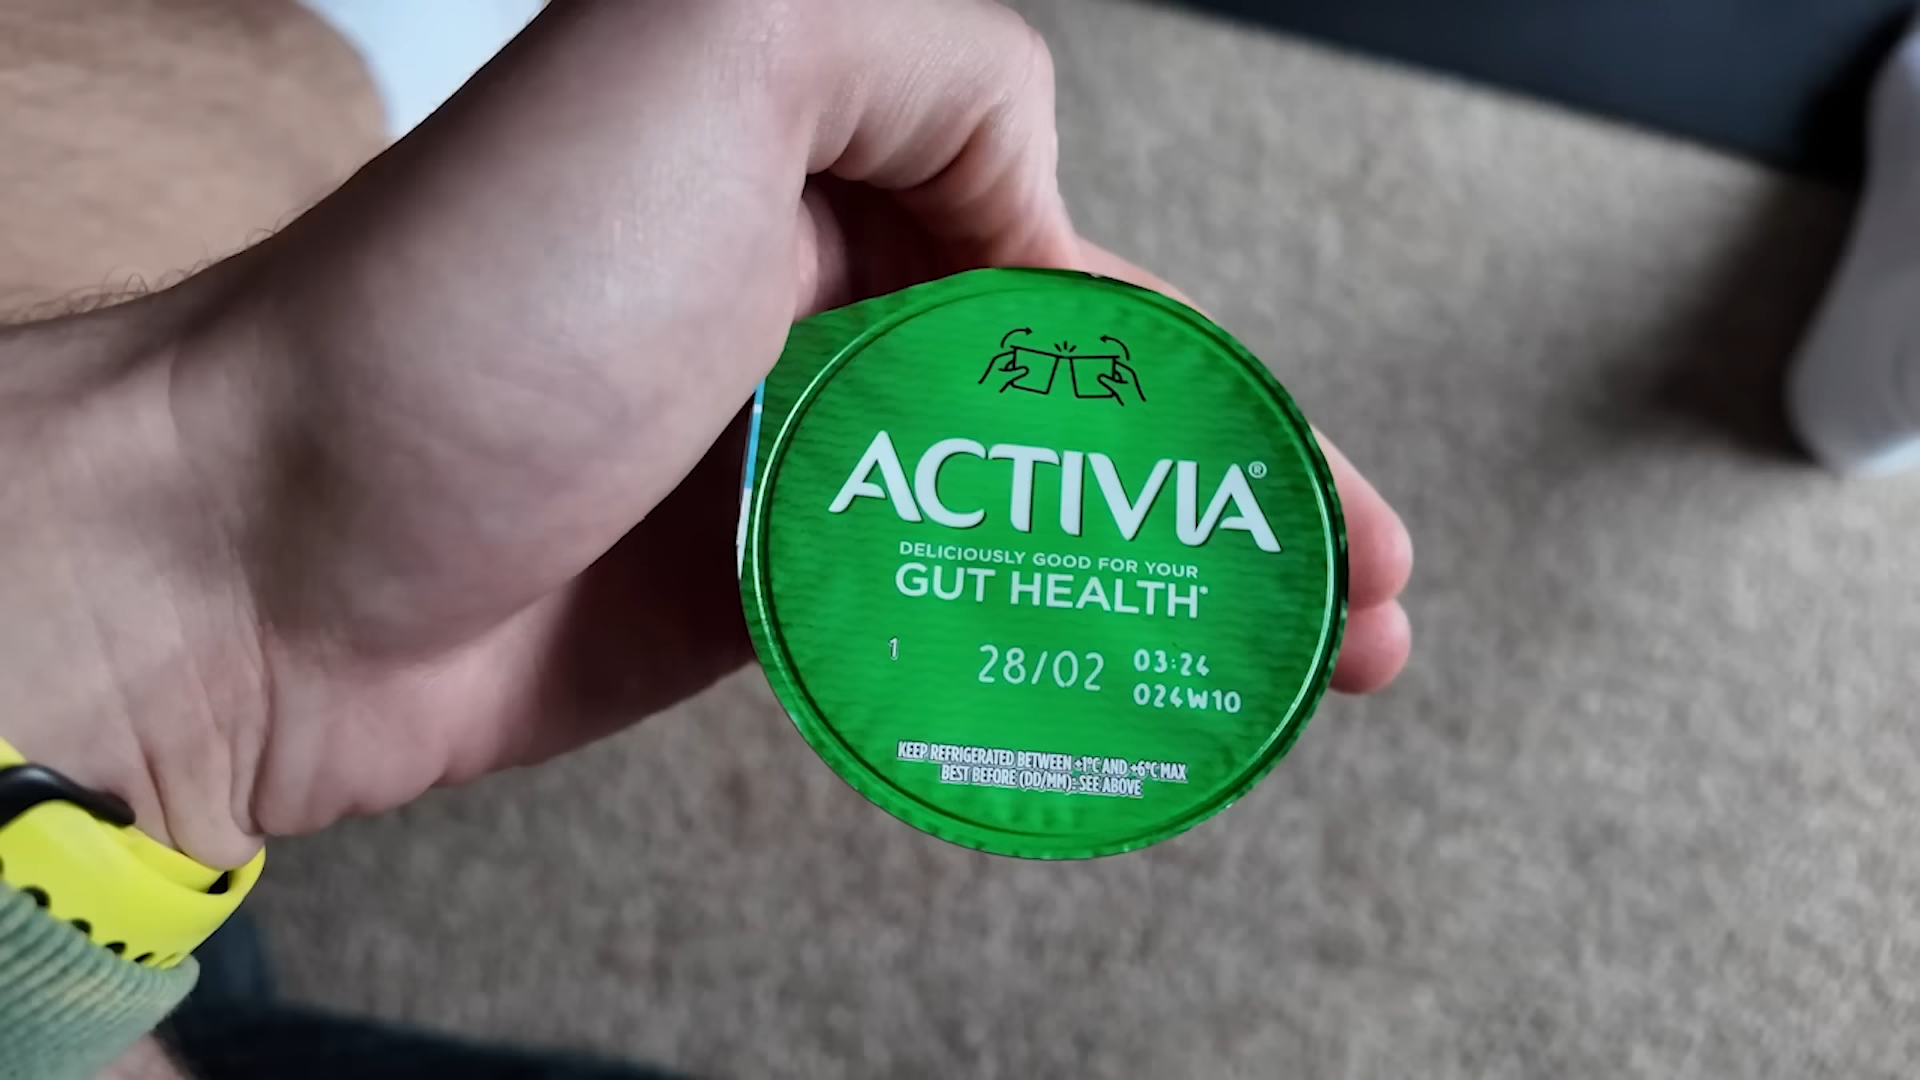 ACTIVIA®
DELICIOUSLY GOOD FOR YOUR
GUT HEALTH*
1 28/02 03:24
024W10
KEEP REFRIGERATED BETWEEN +1°C AND +6°C MAX
BEST BEFORE (DD/MM): SEE ABOVE